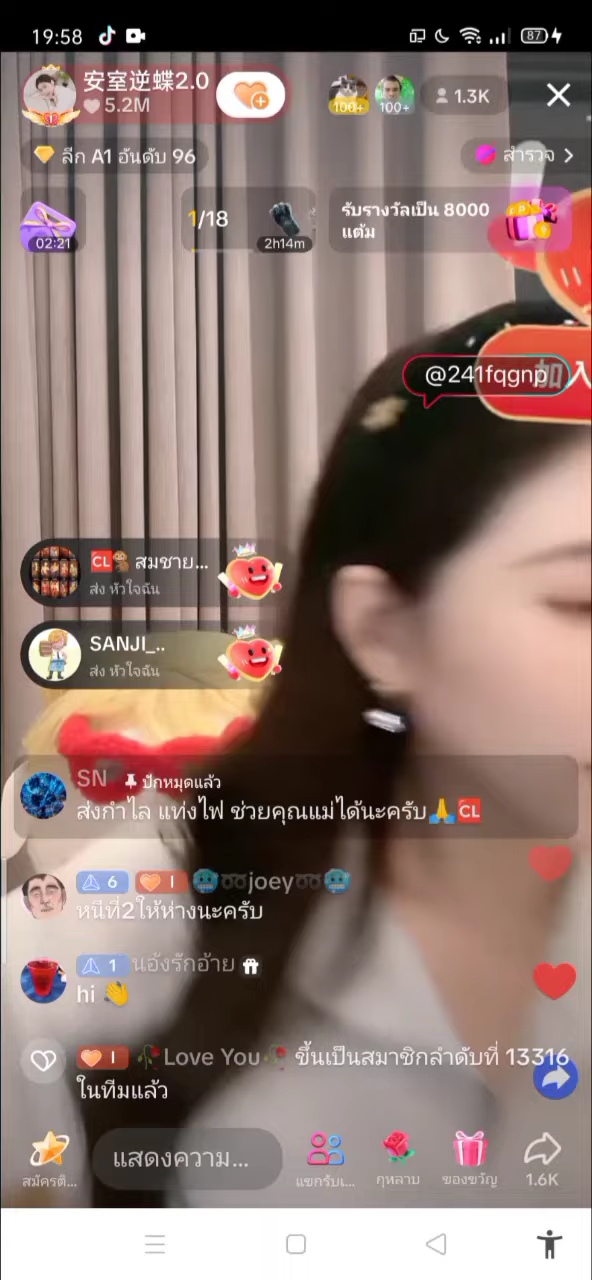 19:58
87
安室逆蝶2.0
5.2M
100+
100+
1.3K
ลีก A1 อันดับ 96
สำรวจ
02:21
1/18
2h14m
รับรางวัลเป็น 8000
แต้ม
@241fqgnp
加入
CL สมชาย...
ส่ง หัวใจฉัน
SANJI_..
ส่ง หัวใจฉัน
SN ปักหมุดแล้ว
ส่งกำไล แท่งไฟ ช่วยคุณแม่ได้นะครับ🙏CL
6 I 🥶➿joey➿🥶
หนีที่2ให้ห่างนะครับ
1 นอังรักอ้าย
hi 👋
I 🥀Love You🥀 ขึ้นเป็นสมาชิกลำดับที่ 13316
ในทีมแล้ว
สมัครติ...
แสดงความ...
แขกรับเ...
กุหลาบ
ของขวัญ
1.6K